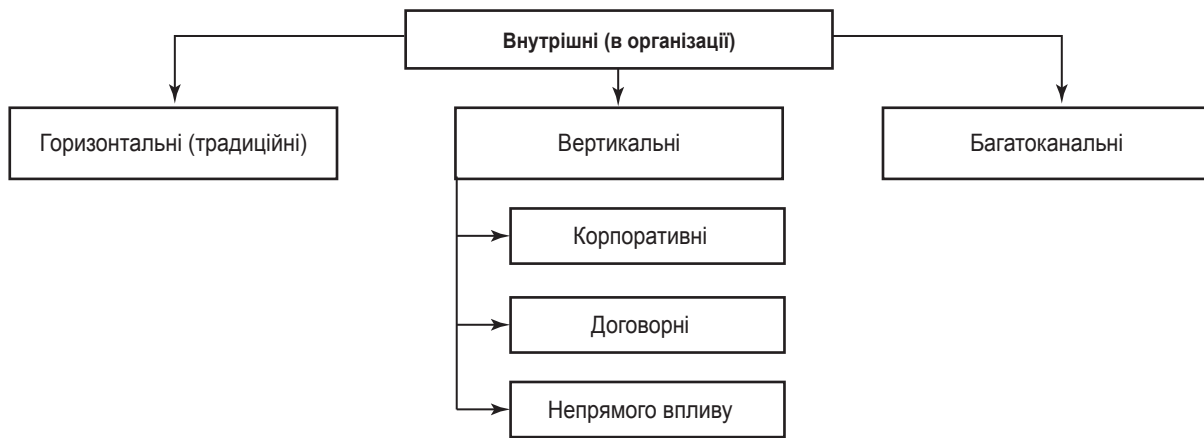 Внутрішні (в організації)
Горизонтальні (традиційні)
Вертикальні
Багатоканальні
Корпоративні
Договорні
Непрямого впливу